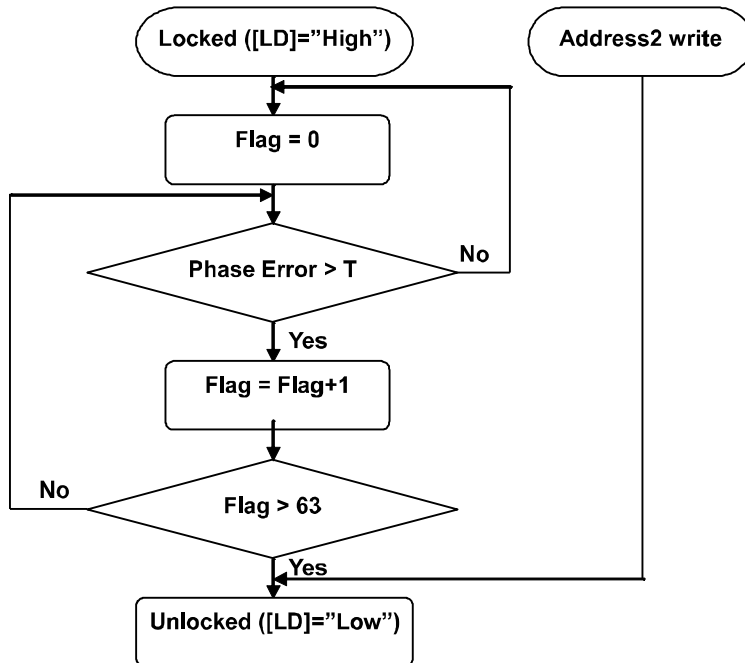 Locked ([LD]=”High”)
Address2 write
Flag = 0
Phase Error > T
No
Yes
Flag = Flag+1
No
Flag > 63
Yes
Unlocked ([LD]=”Low”)